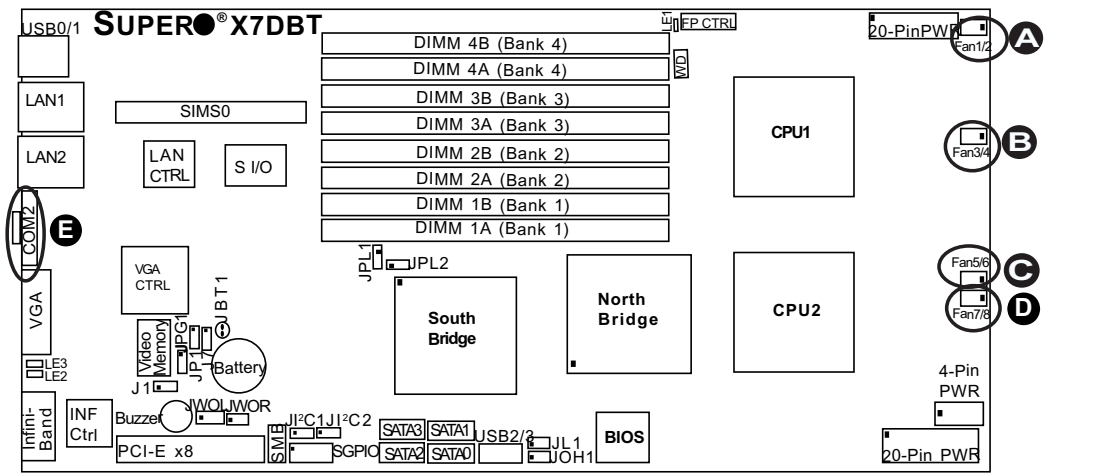 SUPER® X7DBT
USB0/1
LAN1
LAN2
COM2
E
VGA
LE3
LE2
Infini-
Band
INF
Ctrl
SIMS0
LAN
CTRL
S I/O
VGA
CTRL
Video
Memory
JPG1
JP1
J7
JBT1
Battery
J1
Buzzer
JWOL
JWOR
PCI-E x8
DIMM 4B (Bank 4)
DIMM 4A (Bank 4)
DIMM 3B (Bank 3)
DIMM 3A (Bank 3)
DIMM 2B (Bank 2)
DIMM 2A (Bank 2)
DIMM 1B (Bank 1)
DIMM 1A (Bank 1)
JPL1
JPL2
South
Bridge
North
Bridge
SMB
JI²C1
JI²C2
SGPIO
SATA3
SATA1
SATA2
SATA0
USB2/3
JL1
JOH1
BIOS
LE1
FP CTRL
WD
CPU1
CPU2
20-PinPWR
Fan1/2
A
Fan3/4
B
Fan5/6
C
Fan7/8
D
4-Pin
PWR
20-Pin PWR